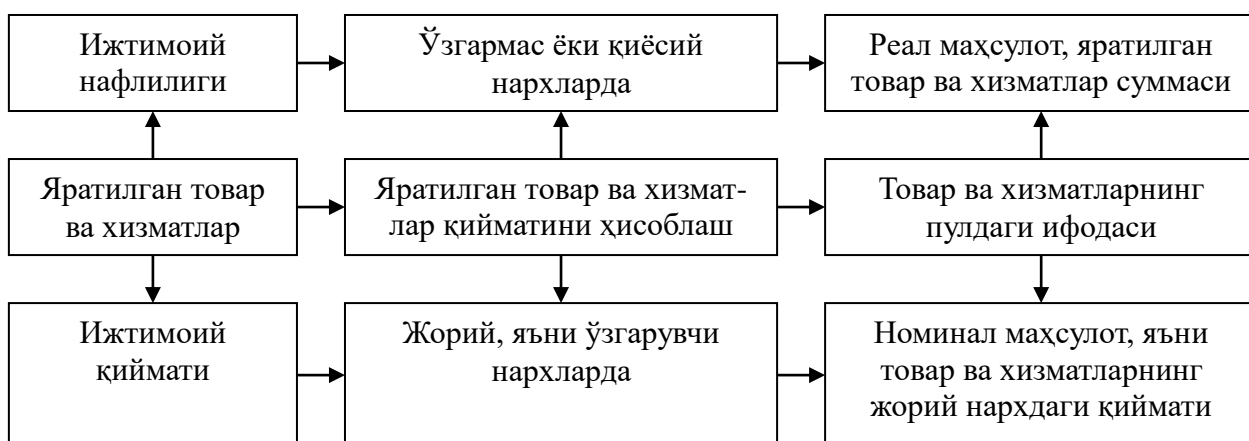 Ижтимоий
нафлилиги
Ўзгармас ёки қиёсий
нархларда
Реал маҳсулот, яратилган
товар ва хизматлар суммаси
Яратилган товар
ва хизматлар
Яратилган товар ва хизмат-
лар қийматини ҳисоблаш
Товар ва хизматларнинг
пулдаги ифодаси
Ижтимоий
қиймати
Жорий, яъни ўзгарувчи
нархларда
Номинал маҳсулот, яъни
товар ва хизматларнинг
жорий нархдаги қиймати